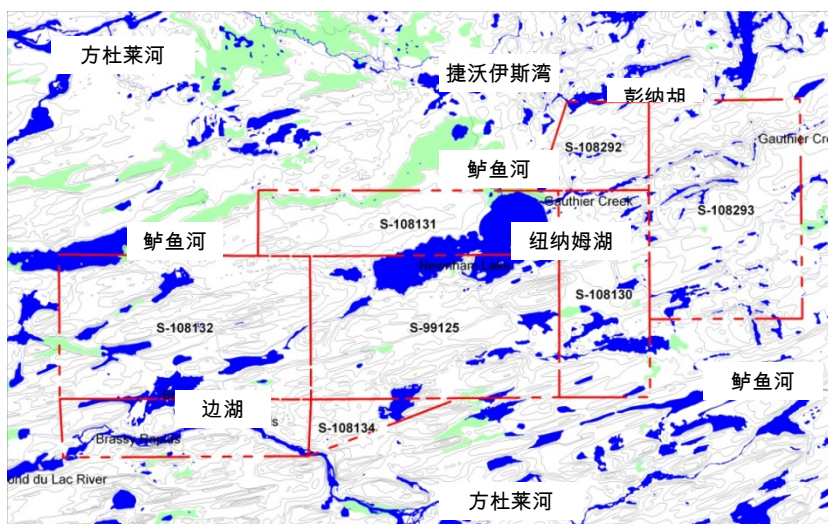 方杜莱河
捷沃伊斯湾
彭纳胡
Gauthier Cre
S-108292
鲈鱼河
Gauthier Creek
S-108293
S-108131
鲈鱼河
纽纳姆湖
Newnham Lake
S-108130
S-108132
S-99125
鲈鱼河
边湖
s
S-108134
Brassy Rapids
ond du Lac River
方杜莱河